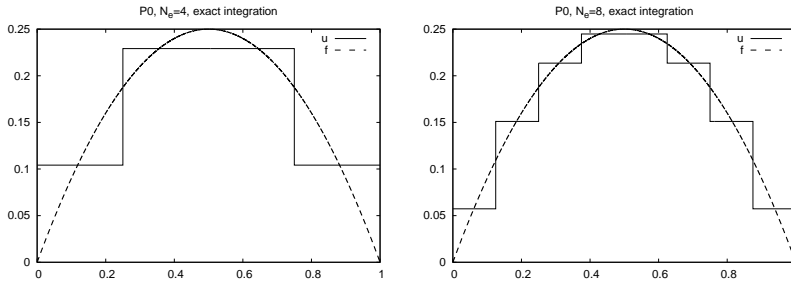 P0, Nₑ=4, exact integration
0.25
0.2
0.15
0.1
0.05
0
0 0.2 0.4 0.6 0.8 1
u
f
P0, Nₑ=8, exact integration
0.25
0.2
0.15
0.1
0.05
0
0 0.2 0.4 0.6 0.8
u
f